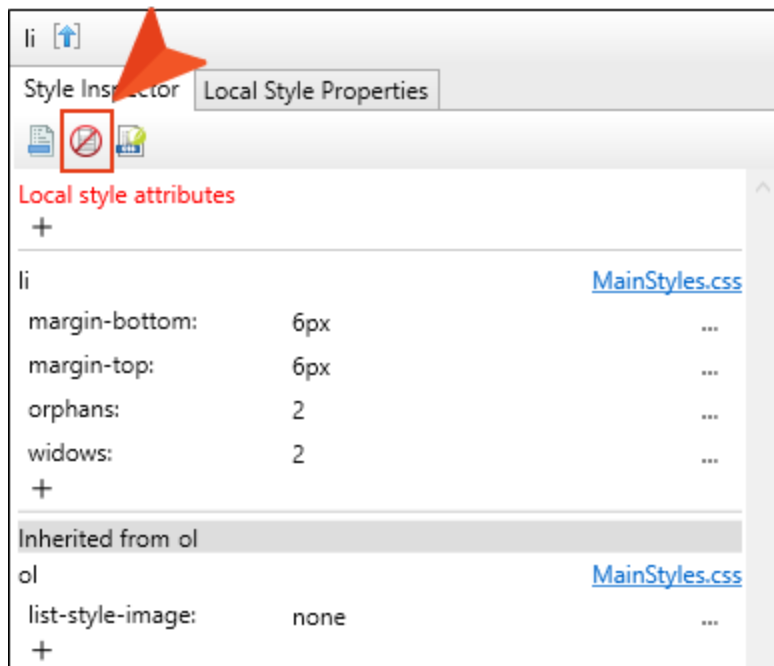 li
Style Inspector Local Style Properties
Local style attributes
+
li MainStyles.css
margin-bottom: 6px ...
margin-top: 6px ...
orphans: 2 ...
widows: 2 ...
+
Inherited from ol
ol MainStyles.css
list-style-image: none ...
+